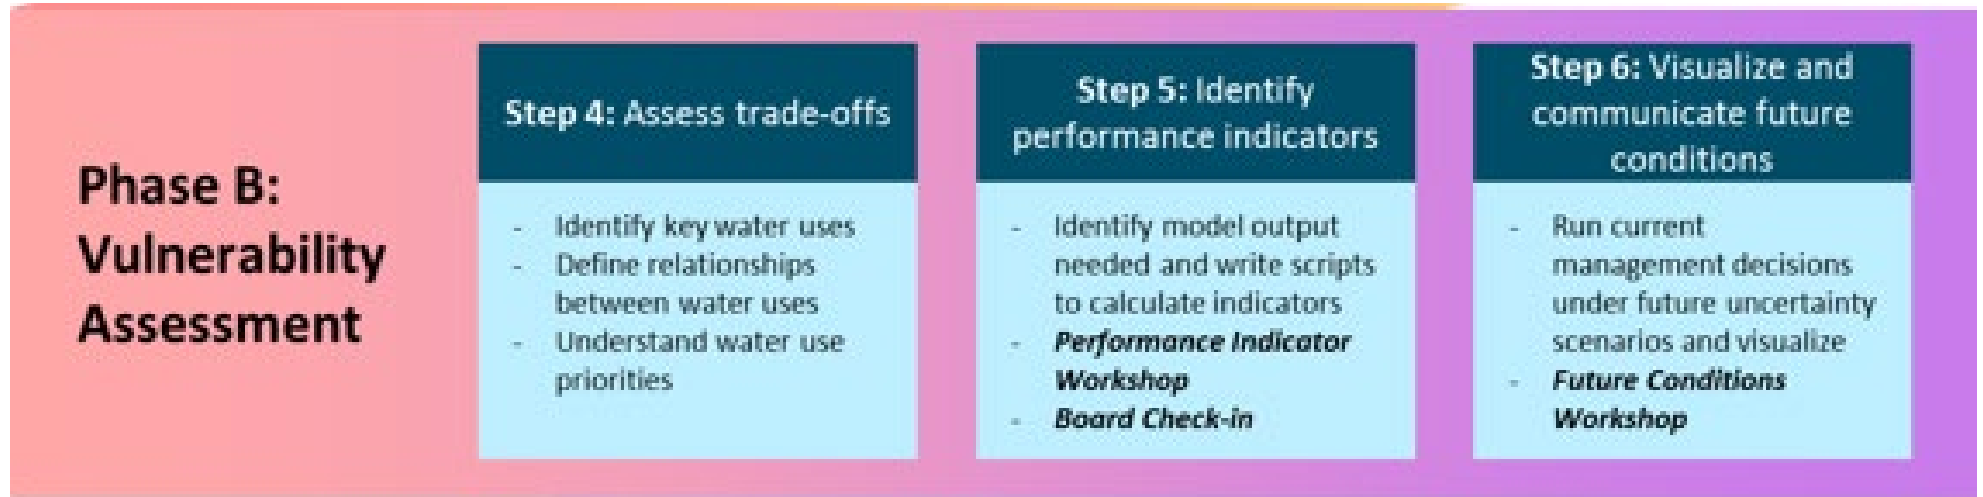 Phase B:
Vulnerability
Assessment
Step 4: Assess trade-offs
- Identify key water uses
- Define relationships
between water uses
- Understand water use
priorities
Step 5: Identify
performance indicators
- Identify model output
needed and write scripts
to calculate indicators
- Performance Indicator
Workshop
- Board Check-in
Step 6: Visualize and
communicate future
conditions
- Run current
management decisions
under future uncertainty
scenarios and visualize
- Future Conditions
Workshop